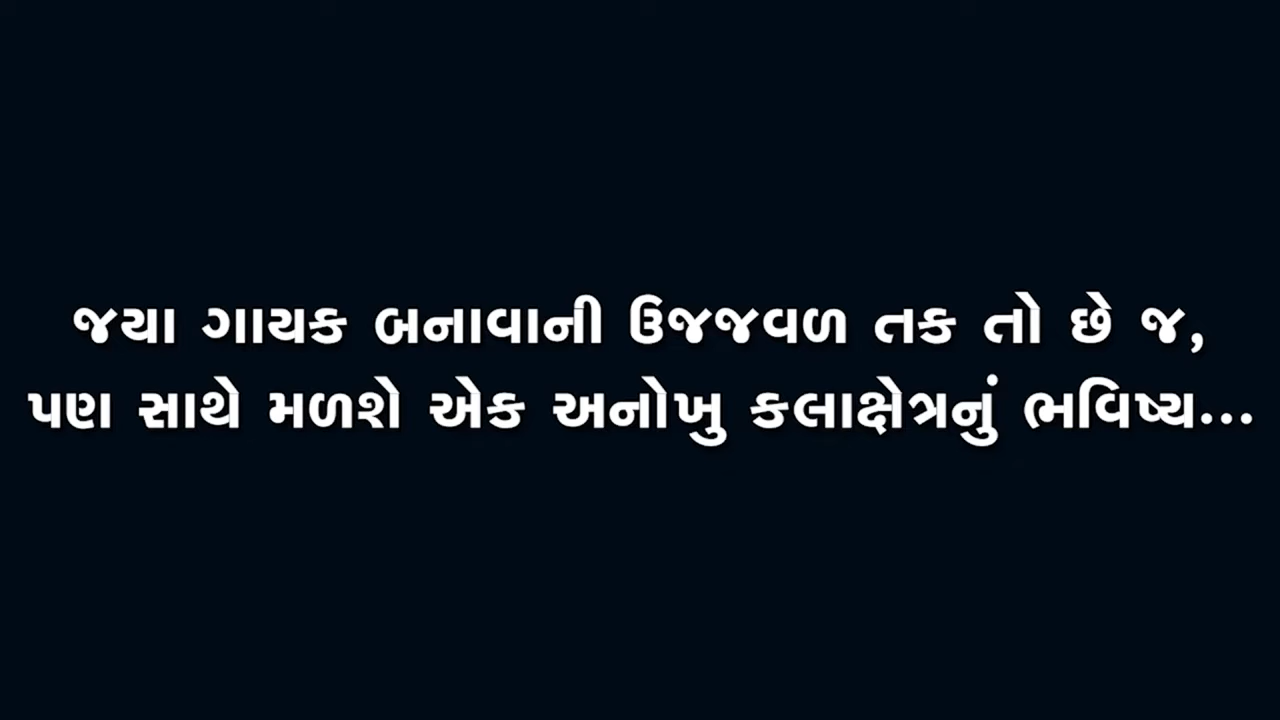 જયા ગાયક બનાવાની ઉજજવળ તક તો છે જ,
પણ સાથે મળશે એક અનોખુ કલાક્ષેત્રનું ભવિષ્ય...